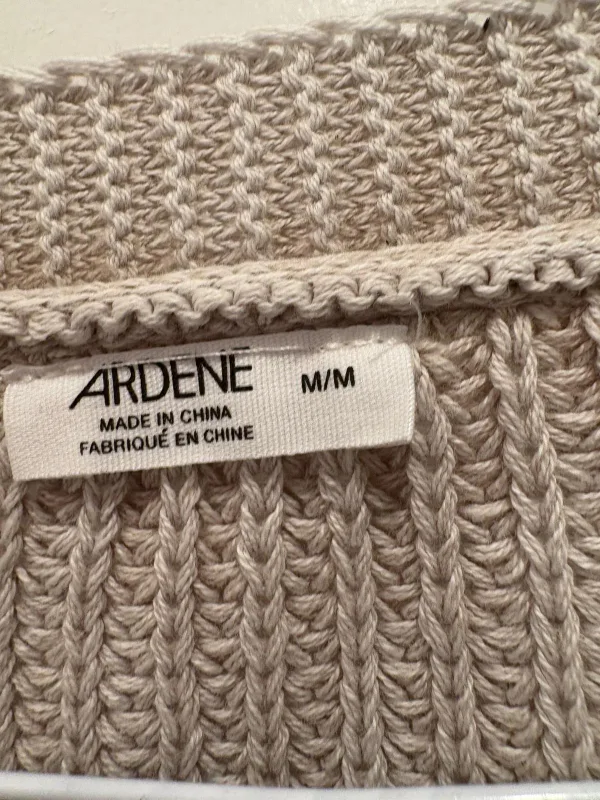 ARDENE M/M
MADE IN CHINA
FABRIQUÉ EN CHINE